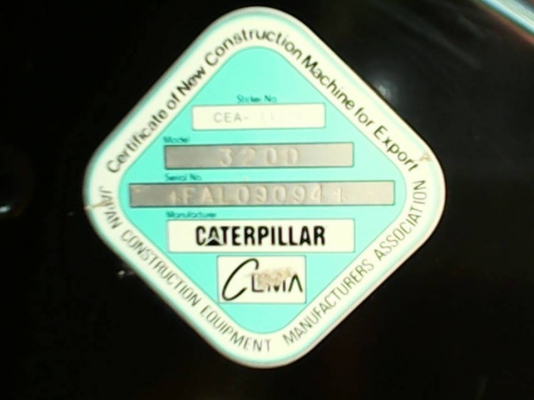 Certificate of New Construction Machine for Export
Sticker No.
CEA-
Model
320D
Serial No.
*FAL09094*
Manufacturer
CATERPILLAR
CEMA
JAPAN CONSTRUCTION EQUIPMENT MANUFACTURERS ASSOCIATION